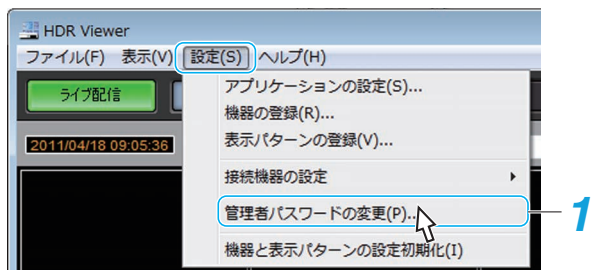 HDR Viewer
ファイル(F) 表示(V) 設定(S) ヘルプ(H)
ライブ配信
アプリケーションの設定(S)...
機器の登録(R)...
2011/04/18 09:05:36
表示パターンの登録(V)...
接続機器の設定
管理者パスワードの変更(P)...
1
機器と表示パターンの設定初期化(I)